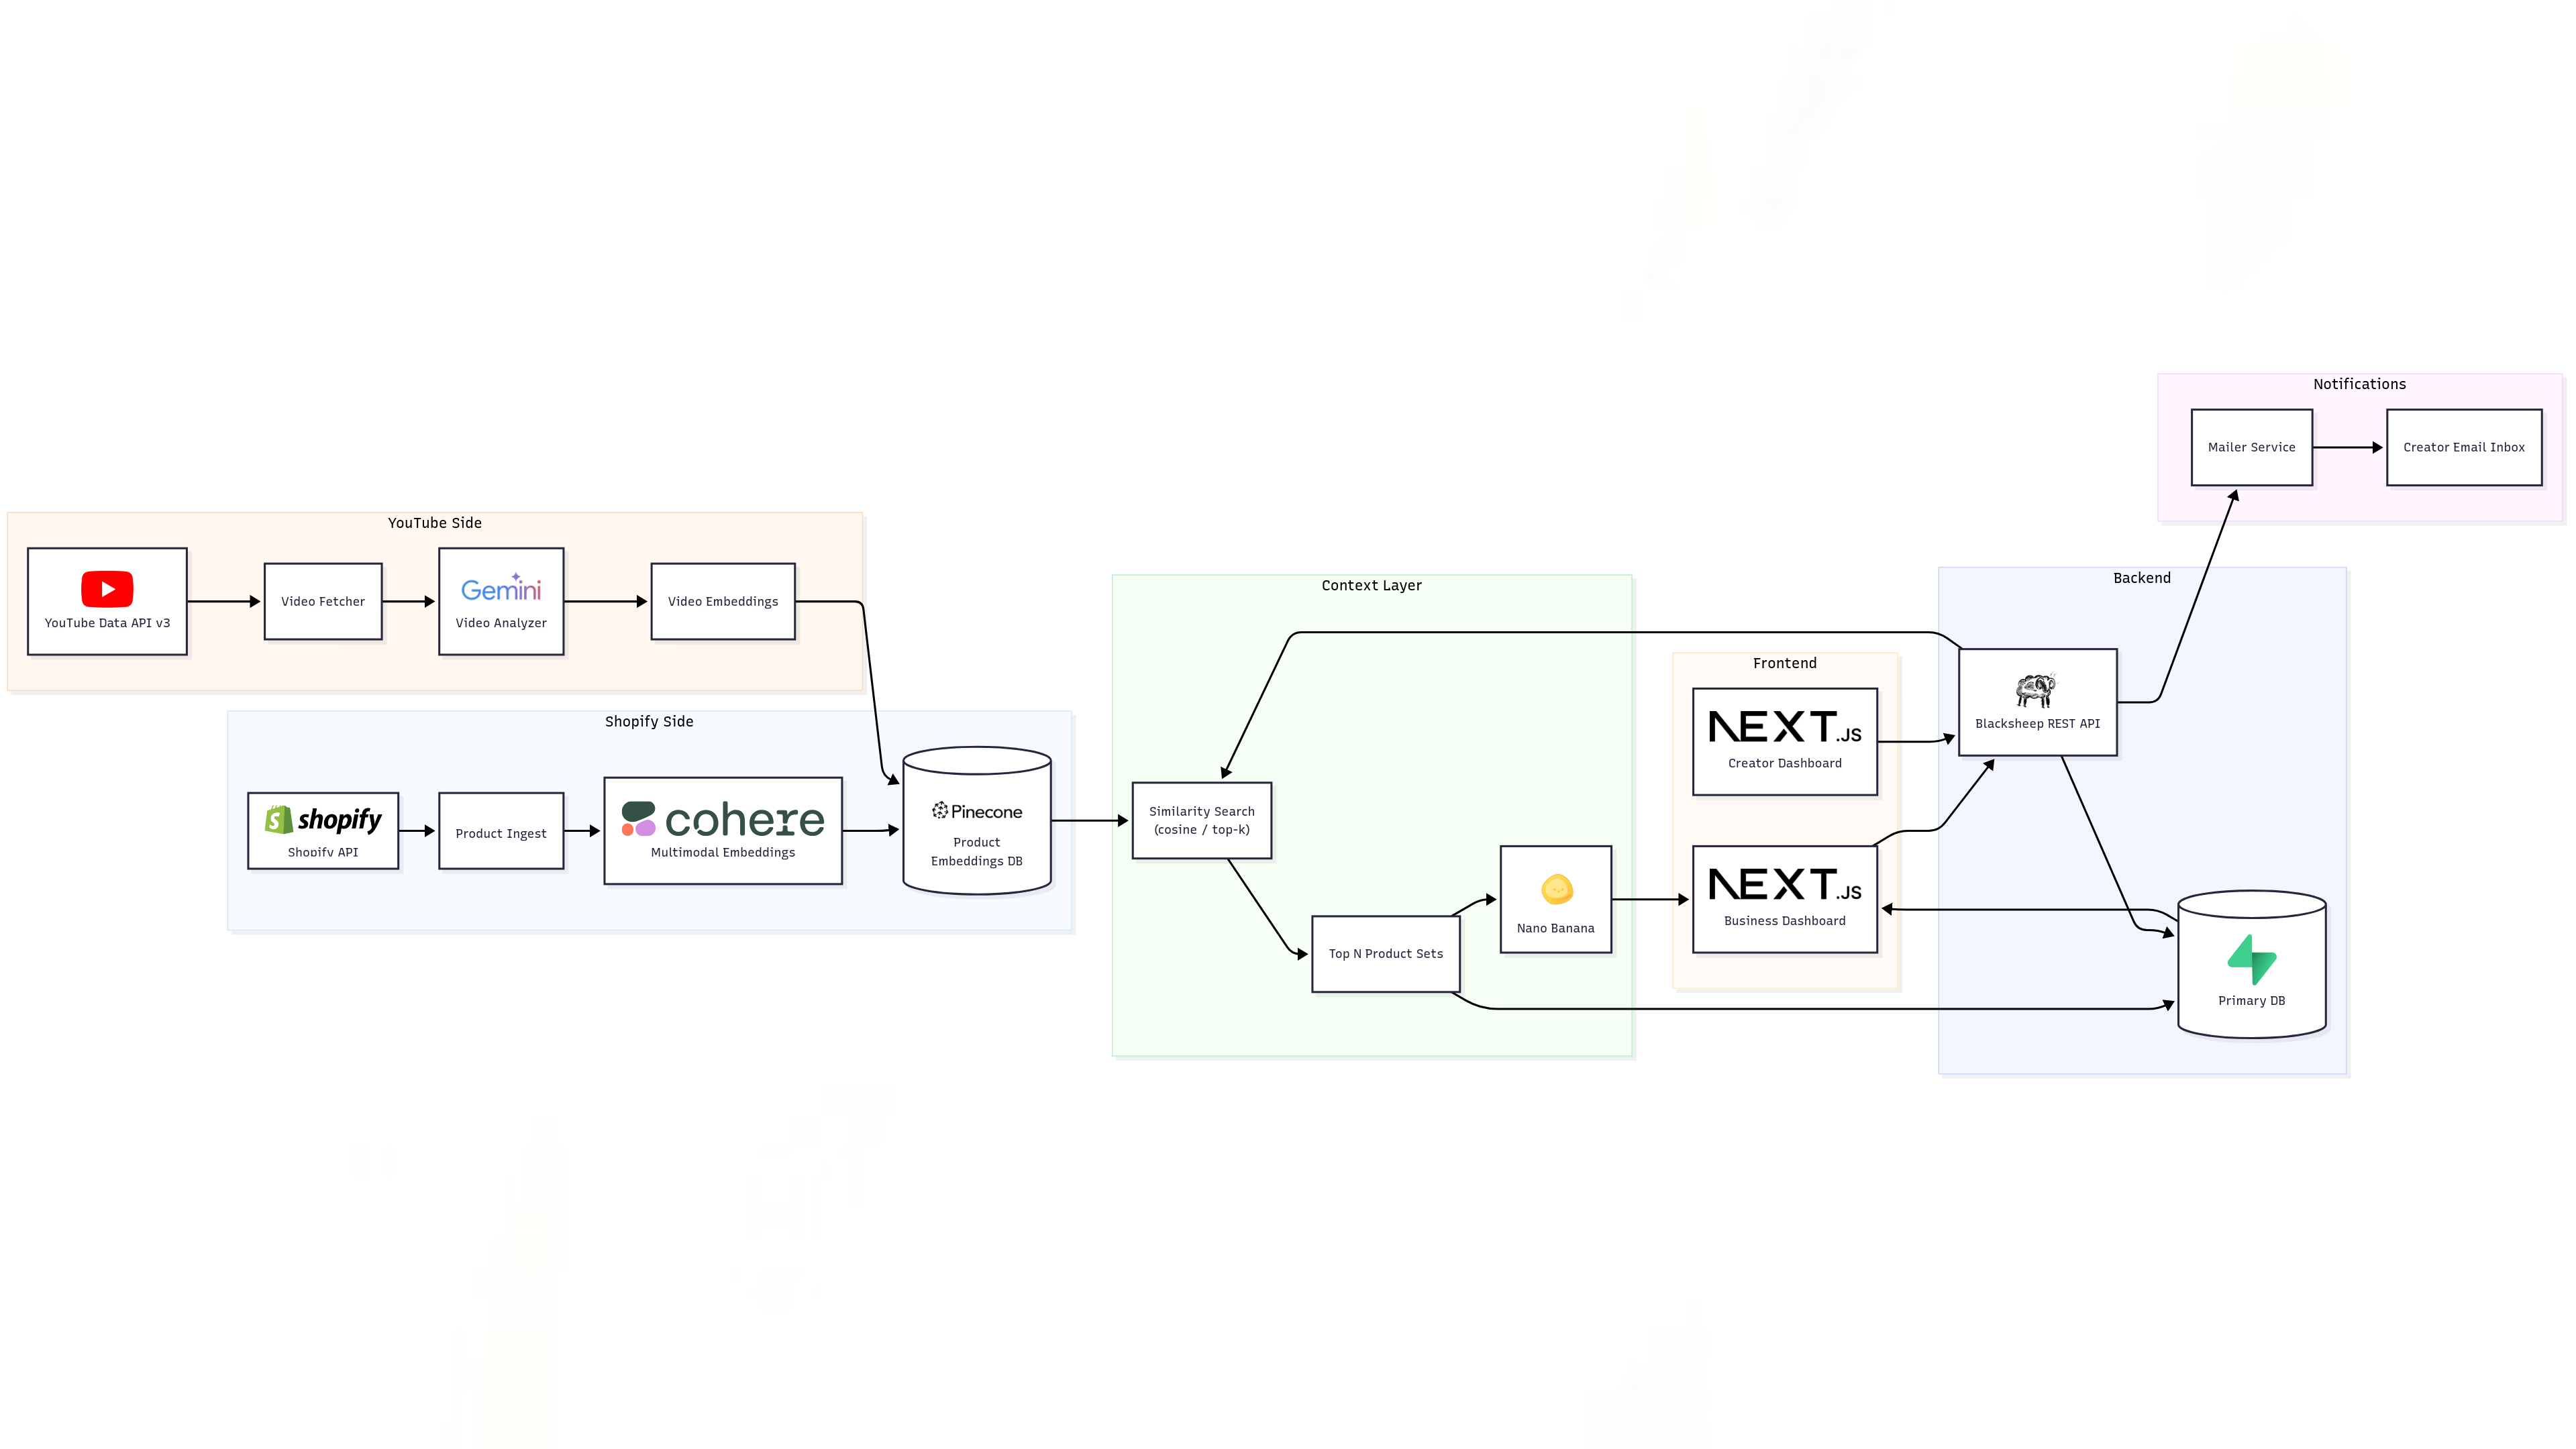 Notifications
Mailer Service
Creator Email Inbox
YouTube Side
YouTube Data API v3
Video Fetcher
Gemini
Video Analyzer
Video Embeddings
Shopify Side
shopify
Shopify API
Product Ingest
cohere
Multimodal Embeddings
Pinecone
Product
Embeddings DB
Context Layer
Similarity Search
(cosine / top-k)
Top N Product Sets
Nano Banana
Frontend
NEXT.JS
Creator Dashboard
NEXT.JS
Business Dashboard
Backend
Blacksheep REST API
Primary DB